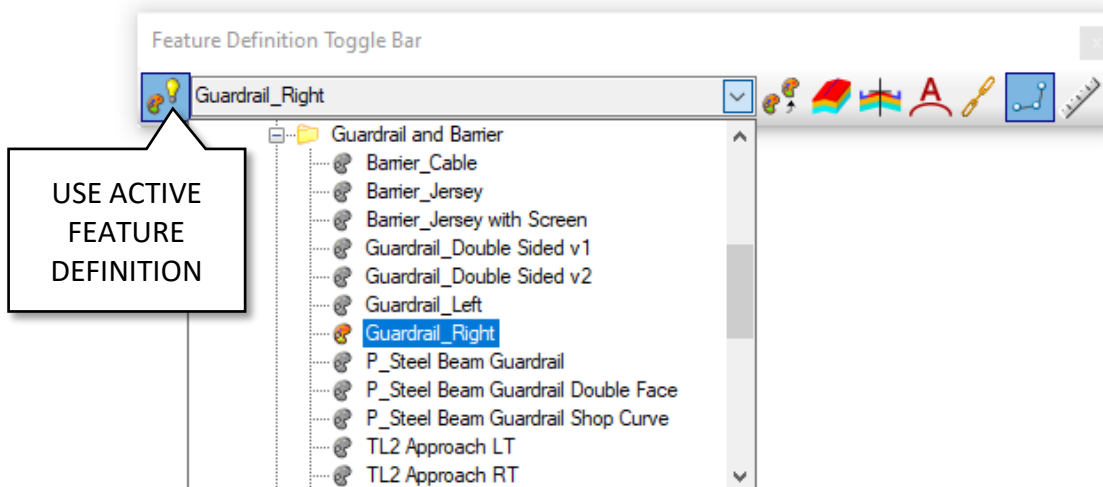 Feature Definition Toggle Bar
Guardrail_Right
Guardrail and Barrier
Barrier_Cable
Barrier_Jersey
Barrier_Jersey with Screen
Guardrail_Double Sided v1
Guardrail_Double Sided v2
Guardrail_Left
Guardrail_Right
P_Steel Beam Guardrail
P_Steel Beam Guardrail Double Face
P_Steel Beam Guardrail Shop Curve
TL2 Approach LT
TL2 Approach RT
USE ACTIVE
FEATURE
DEFINITION